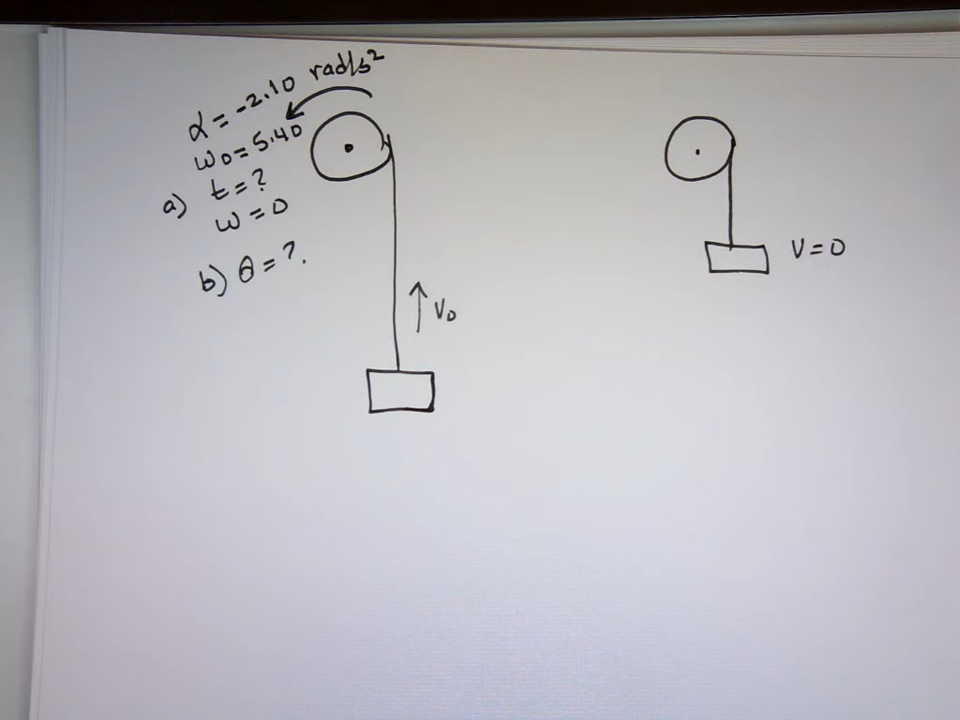 α = -2.10 rad/s²
ω₀ = 5.40
a) t = ?
ω = 0
b) θ = ?.
V₀
V = 0